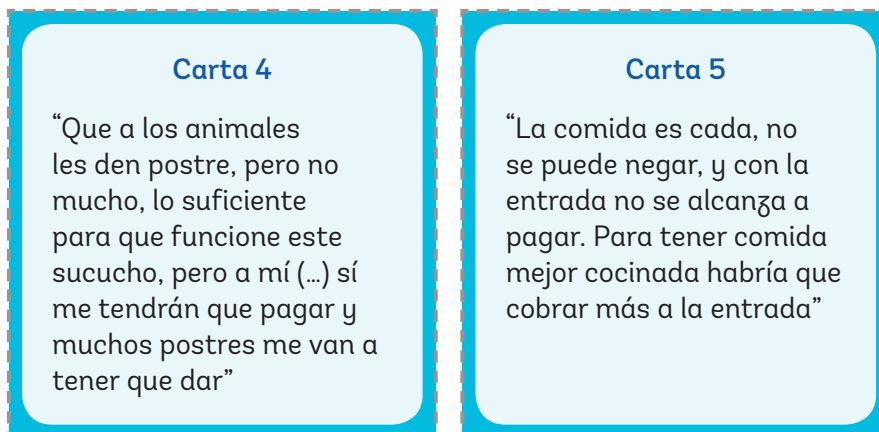 Carta 4
“Que a los animales
les den postre, pero no
mucho, lo suficiente
para que funcione este
sucucho, pero a mí (...) sí
me tendrán que pagar y
muchos postres me van a
tener que dar”
Carta 5
“La comida es cada, no
se puede negar, y con la
entrada no se alcanza a
pagar. Para tener comida
mejor cocinada habría que
cobrar más a la entrada”